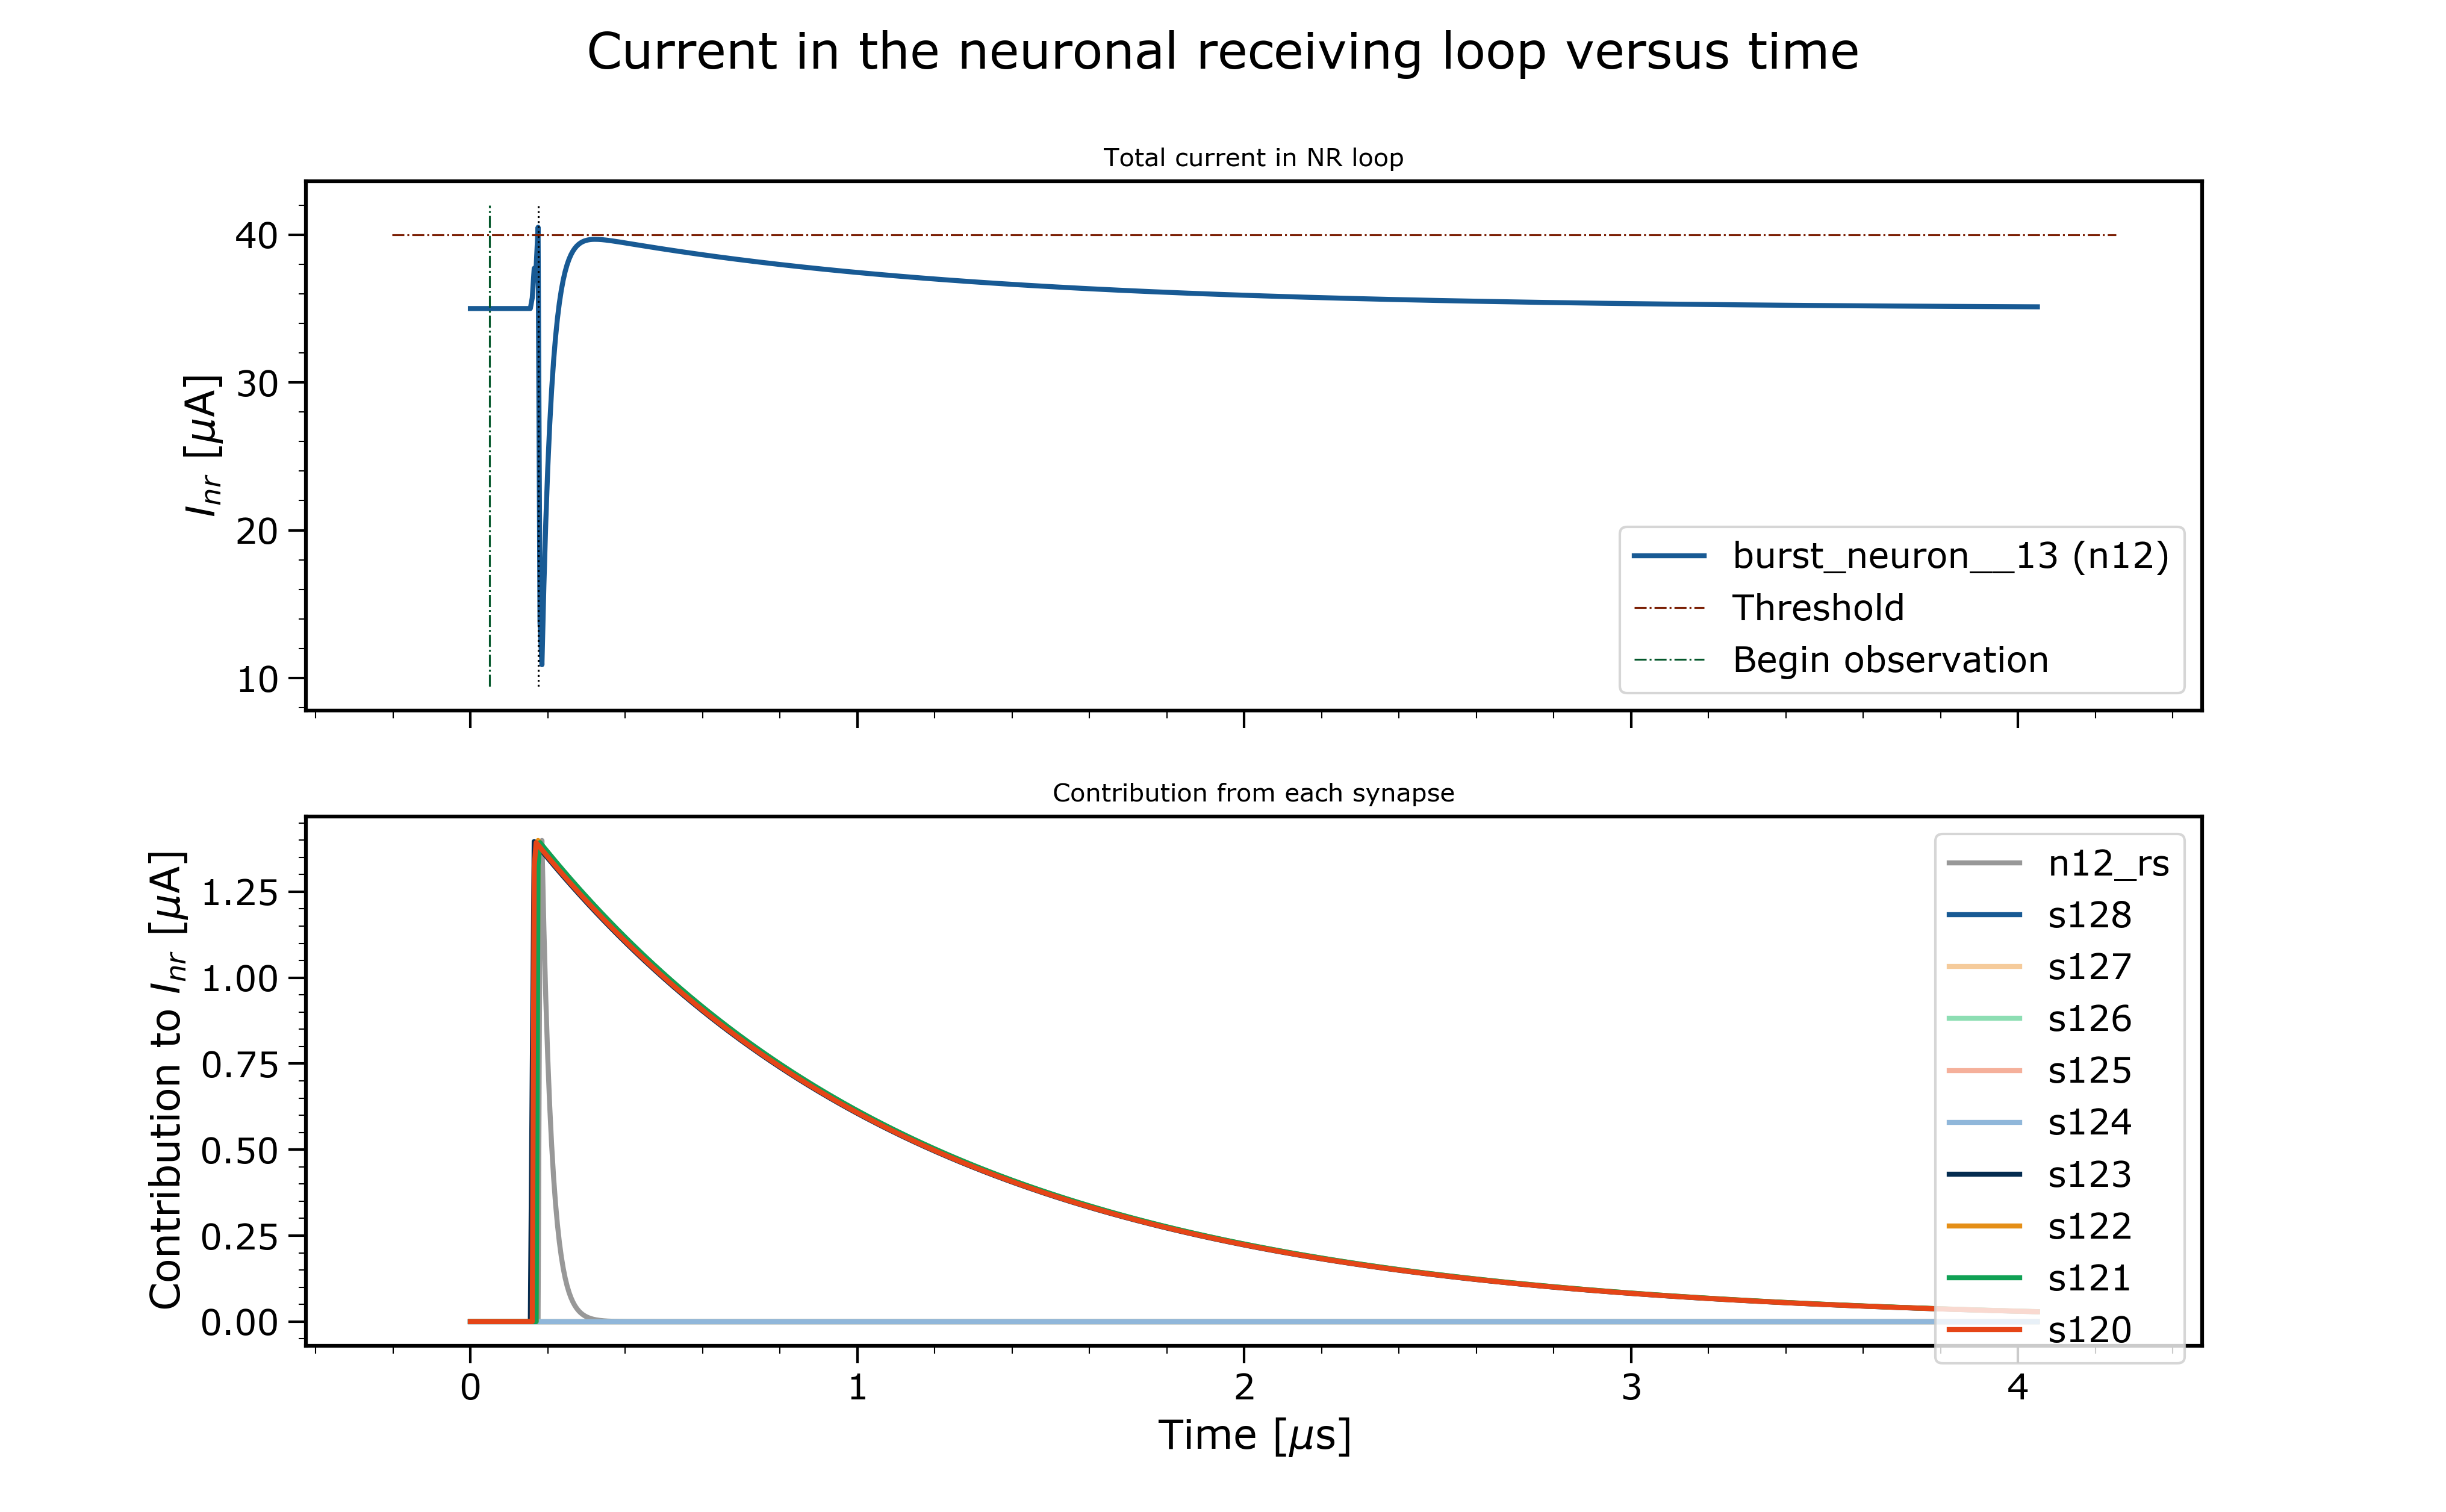 Current in the neuronal receiving loop versus time
Total current in NR loop
40
30
20
10
I_nr [μA]
burst_neuron__13 (n12)
Threshold
Begin observation
Contribution from each synapse
1.25
1.00
0.75
0.50
0.25
0.00
Contribution to I_nr [μA]
n12_rs
s128
s127
s126
s125
s124
s123
s122
s121
s120
0 1 2 3 4
Time [μs]